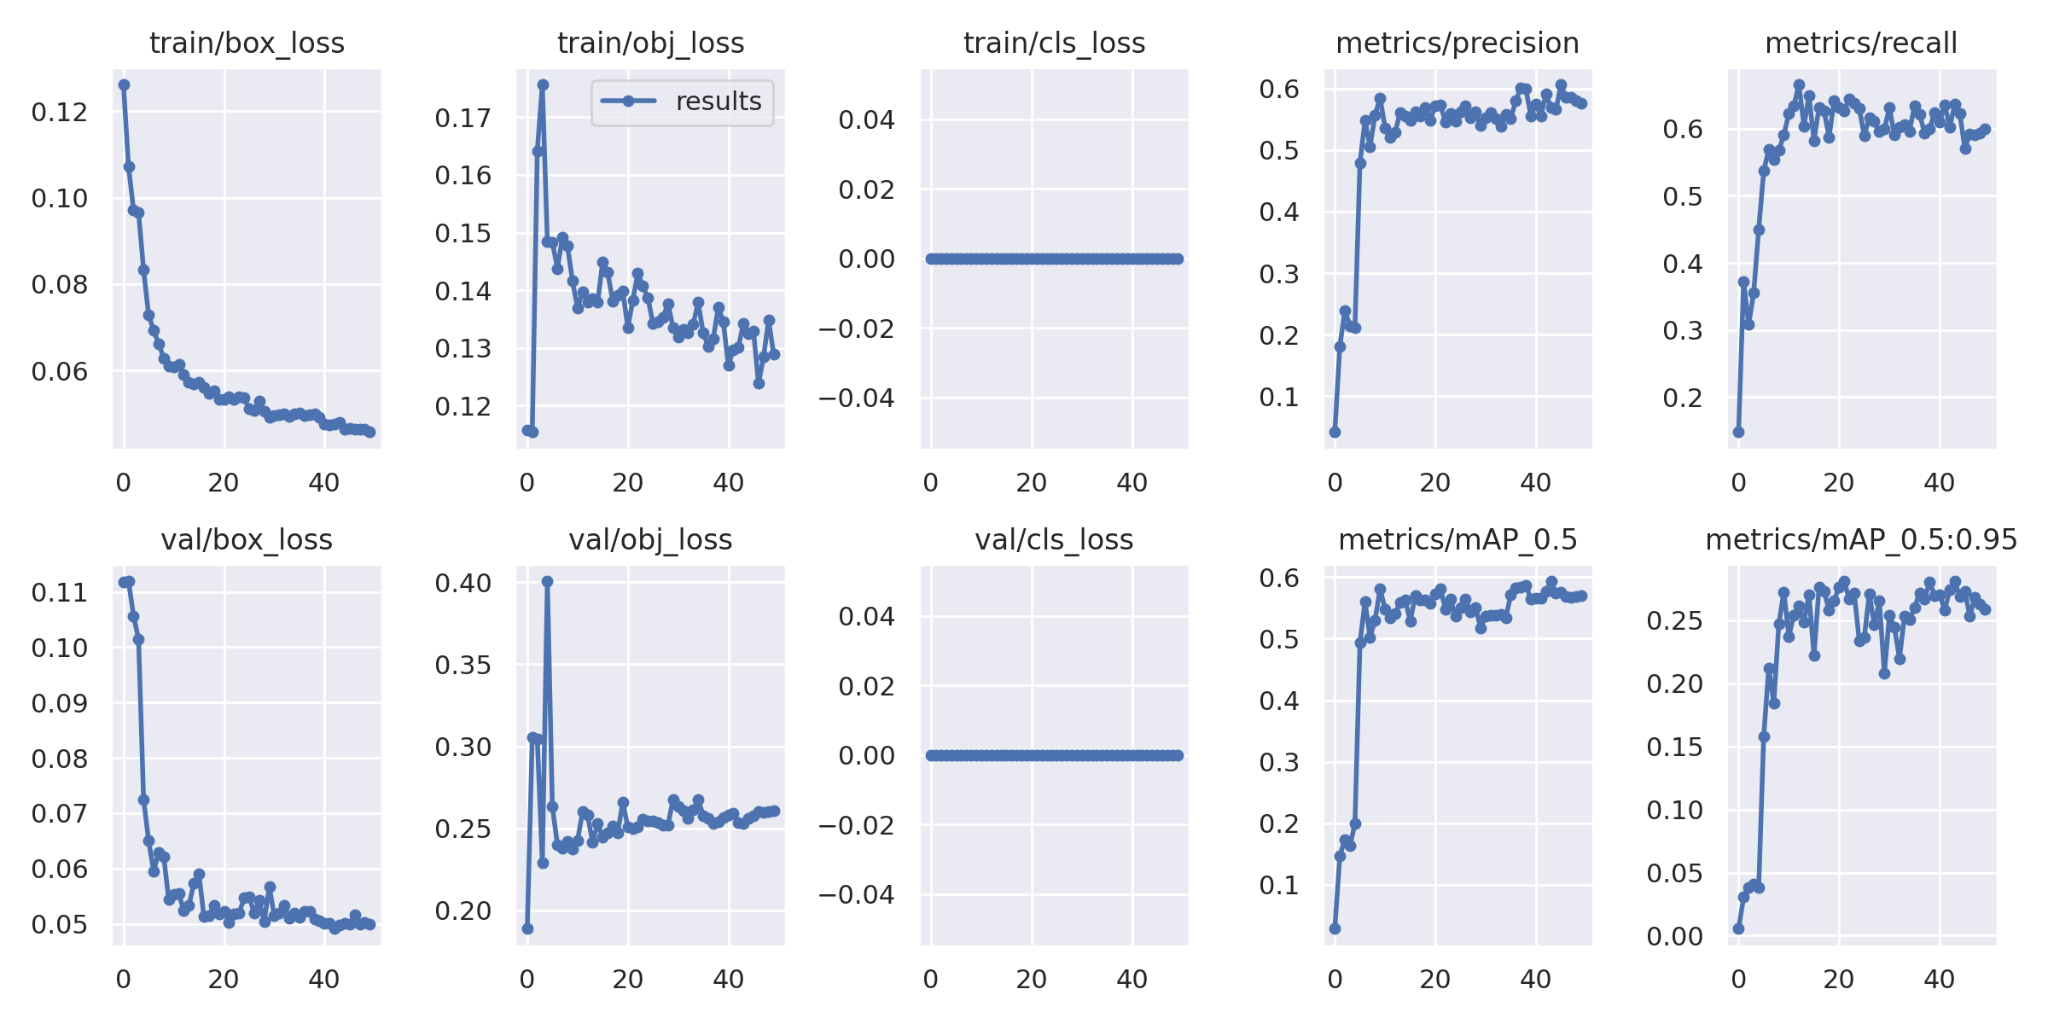 train/box_loss
0.12
0.10
0.08
0.06
0 20 40
train/obj_loss
results
0.17
0.16
0.15
0.14
0.13
0.12
0 20 40
train/cls_loss
0.04
0.02
0.00
−0.02
−0.04
0 20 40
metrics/precision
0.6
0.5
0.4
0.3
0.2
0.1
0 20 40
metrics/recall
0.6
0.5
0.4
0.3
0.2
0 20 40
val/box_loss
0.11
0.10
0.09
0.08
0.07
0.06
0.05
0 20 40
val/obj_loss
0.40
0.35
0.30
0.25
0.20
0 20 40
val/cls_loss
0.04
0.02
0.00
−0.02
−0.04
0 20 40
metrics/mAP_0.5
0.6
0.5
0.4
0.3
0.2
0.1
0 20 40
metrics/mAP_0.5:0.95
0.25
0.20
0.15
0.10
0.05
0.00
0 20 40